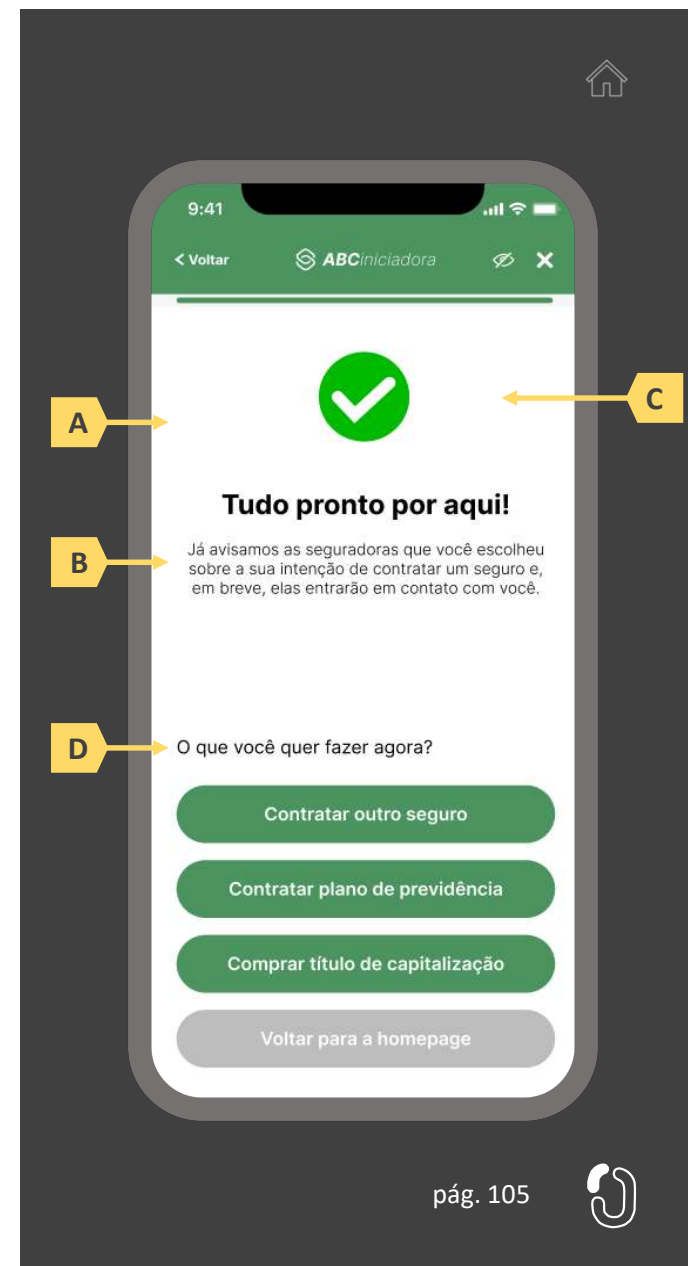 9:41
< Voltar
ABCiniciadora
C
A
Tudo pronto por aqui!
B
Já avisamos as seguradoras que você escolheu
sobre a sua intenção de contratar um seguro e,
em breve, elas entrarão em contato com você.
D
O que você quer fazer agora?
Contratar outro seguro
Contratar plano de previdência
Comprar título de capitalização
Voltar para a homepage
pág. 105